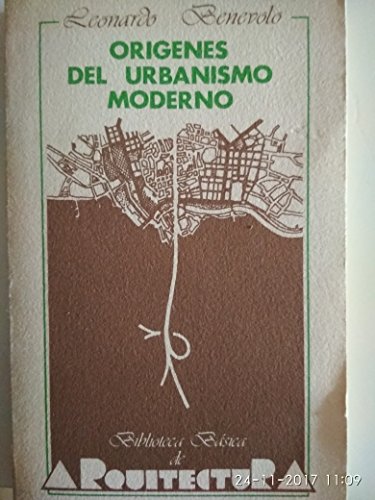 Leonardo Benevolo
ORIGENES
DEL URBANISMO
MODERNO
Biblioteca Básica
de
ARQUITECTURA
24-11-2017 11:09